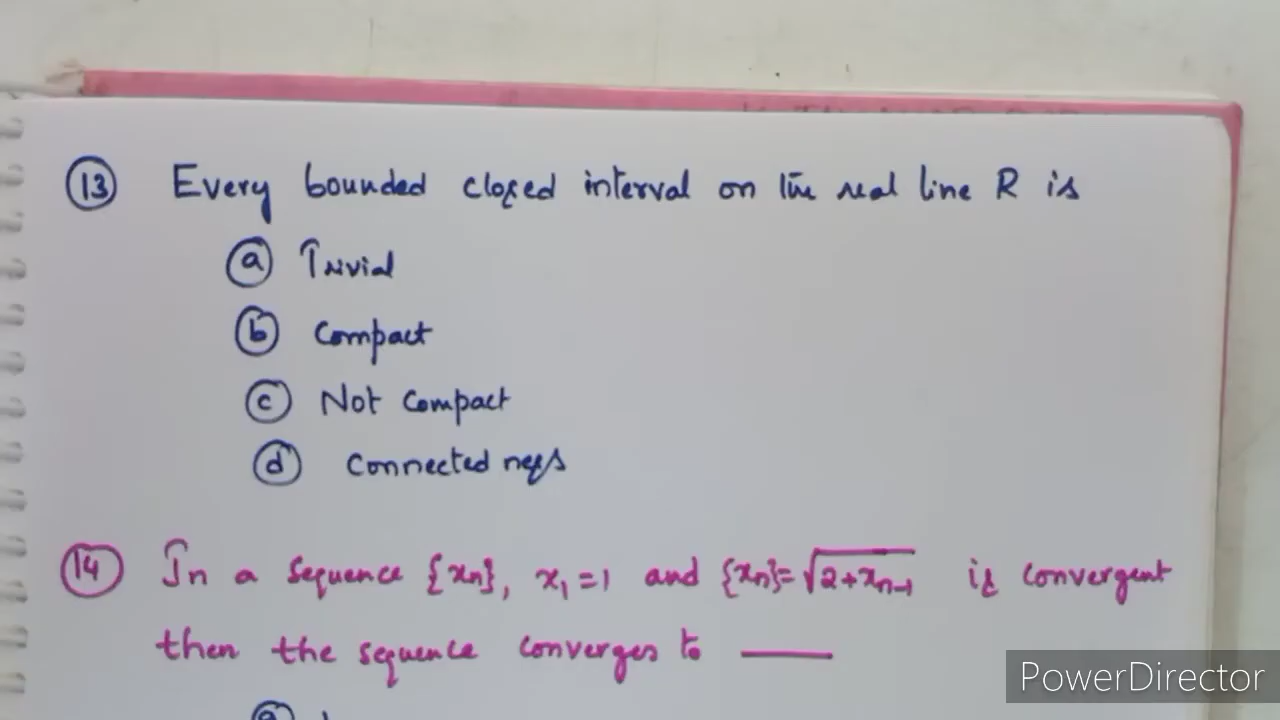 13 Every bounded closed interval on the real line R is
a Trivial
b Compact
c Not Compact
d Connectedness
14 In a sequence {xn}, x1 = 1 and {xn} = √2+xn-1 is convergent
then the sequence converges to ____
a
PowerDirector